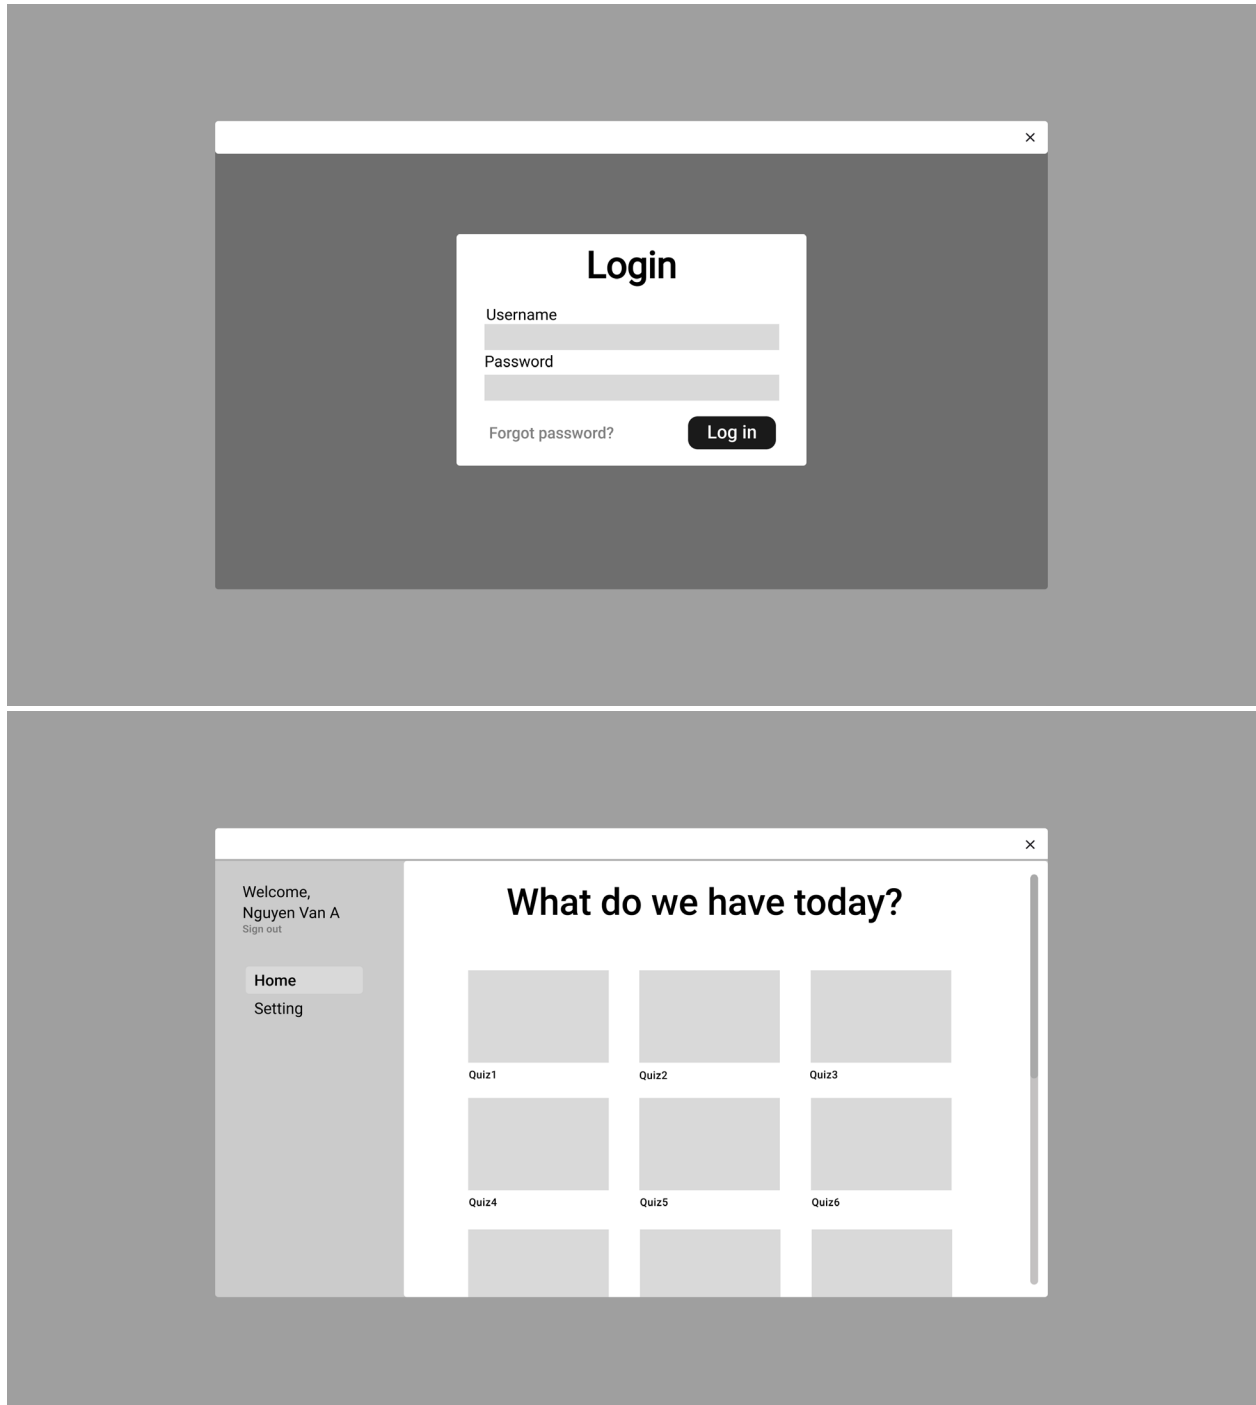 Login
Username
Password
Forgot password?
Log in
Welcome,
Nguyen Van A
Sign out
Home
Setting
What do we have today?
Quiz1
Quiz2
Quiz3
Quiz4
Quiz5
Quiz6